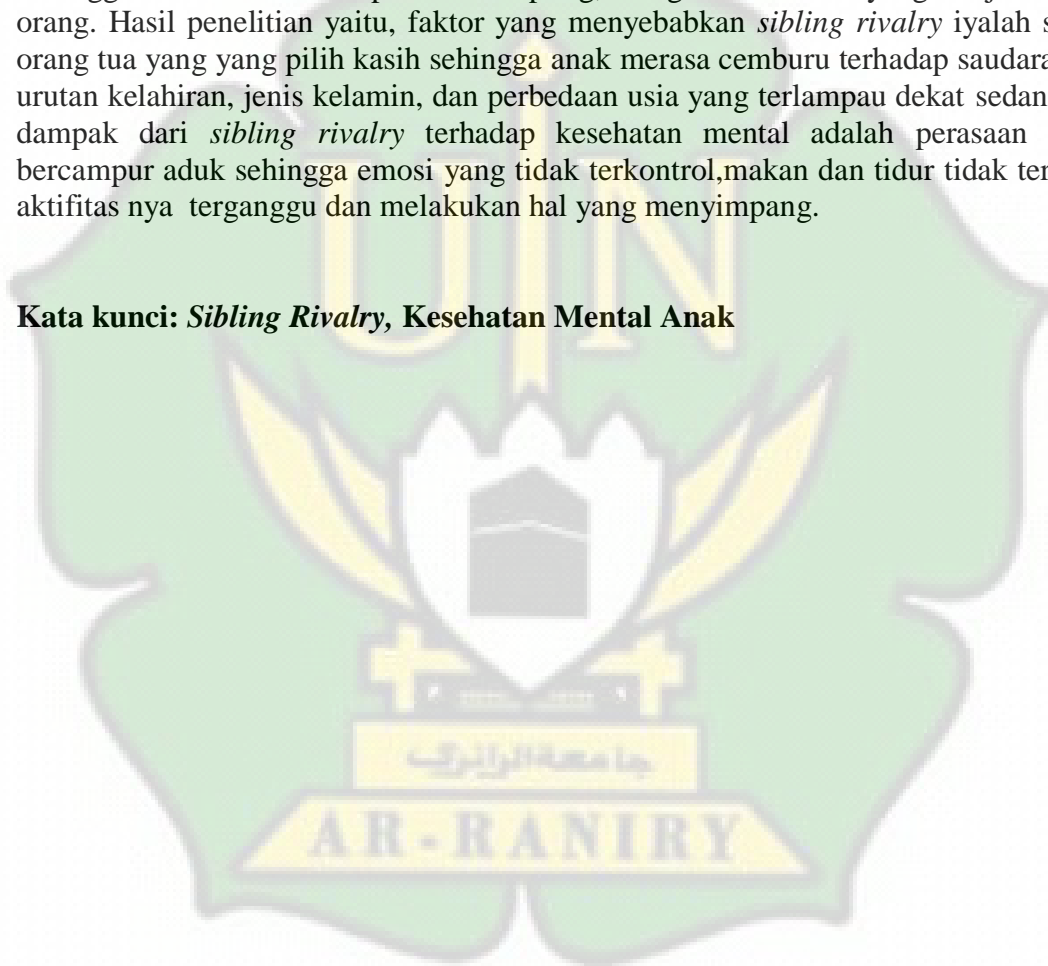 orang. Hasil penelitian yaitu, faktor yang menyebabkan sibling rivalry iyalah
orang tua yang yang pilih kasih sehingga anak merasa cemburu terhadap saudara
urutan kelahiran, jenis kelamin, dan perbedaan usia yang terlampau dekat
dampak dari sibling rivalry terhadap kesehatan mental adalah perasaan
bercampur aduk sehingga emosi yang tidak terkontrol,makan dan tidur tidak
aktifitas nya terganggu dan melakukan hal yang menyimpang.
Kata kunci: Sibling Rivalry, Kesehatan Mental Anak
UIN
جامعة الرانري
AR-RANIRY